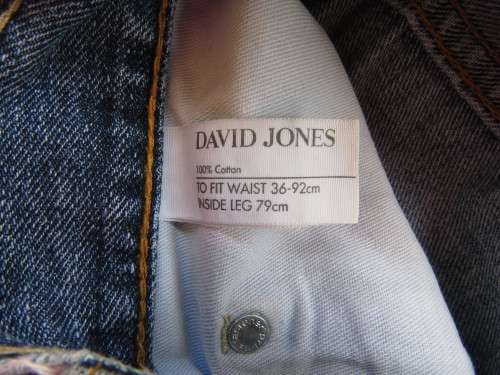 DAVID JONES
100% Cotton
TO FIT WAIST 36-92cm
INSIDE LEG 79cm